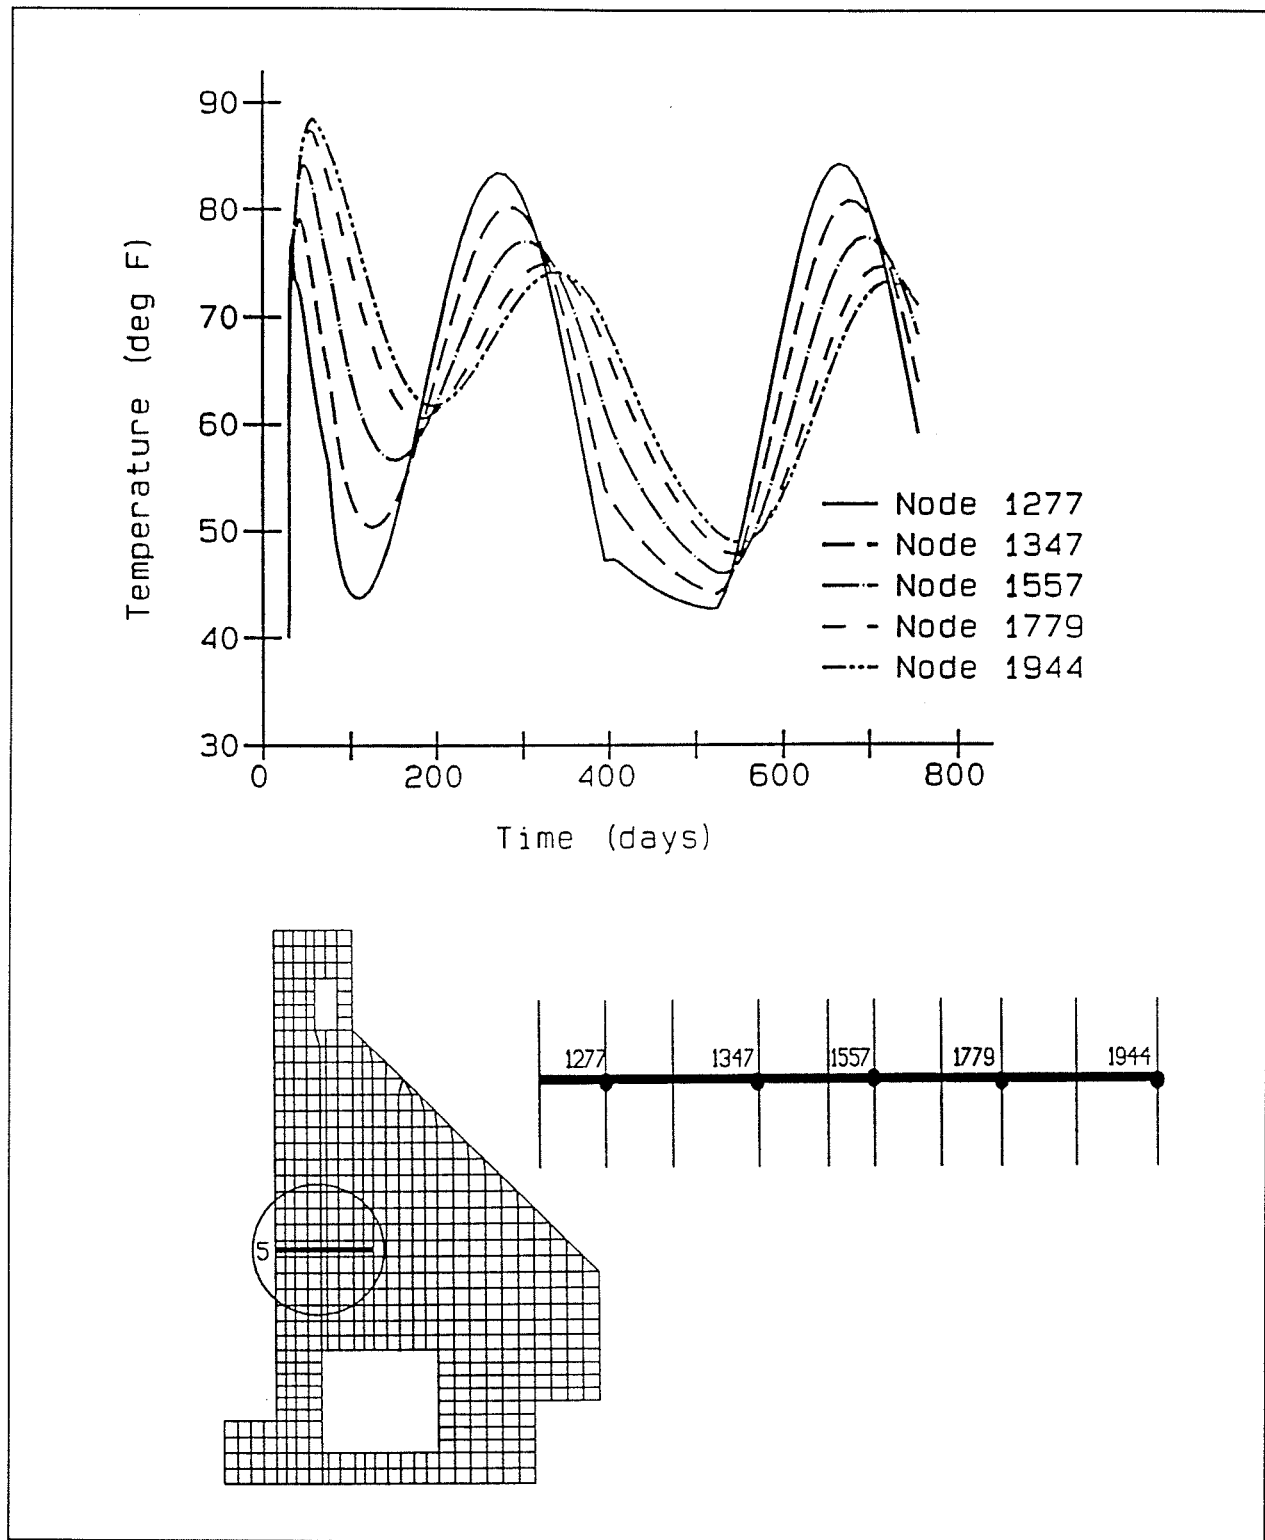 90
80
70
60
50
40
30
Temperature (deg F)
0 200 400 600 800
Time (days)
Node 1277
Node 1347
Node 1557
Node 1779
Node 1944
1277 1347 1557 1779 1944
5